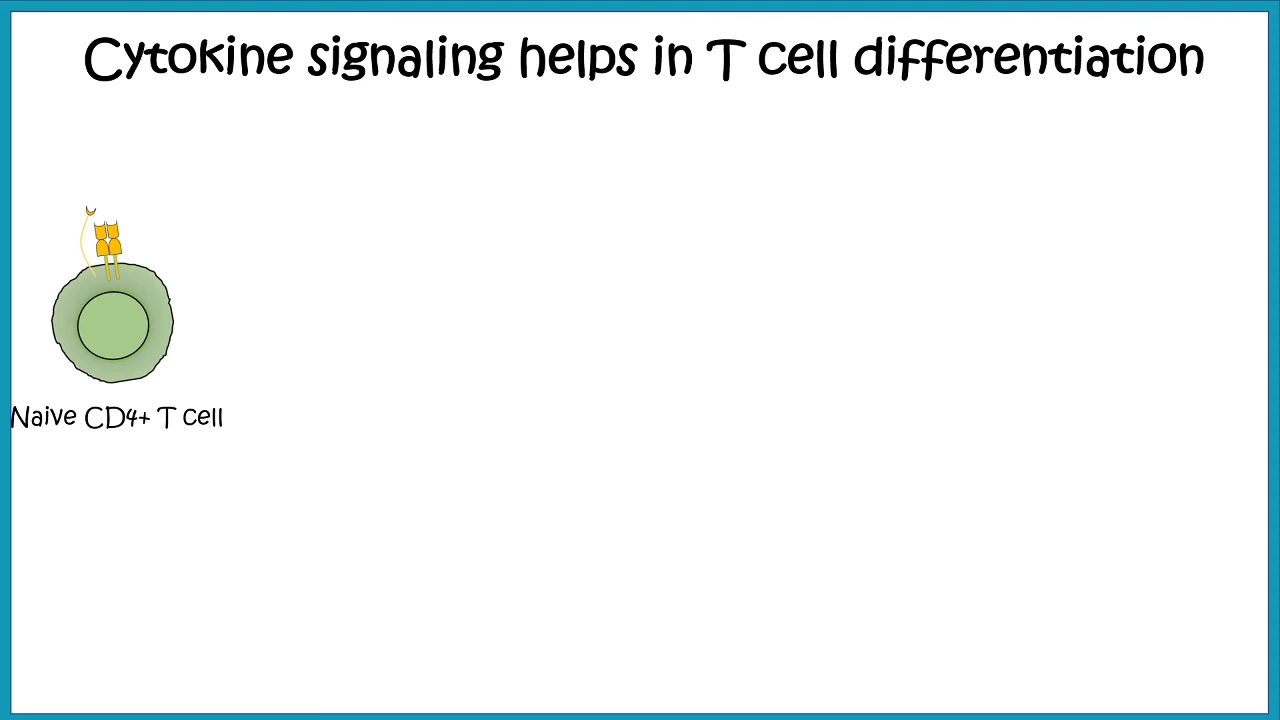 Cytokine signaling helps in T cell differentiation
Naive CD4+ T cell